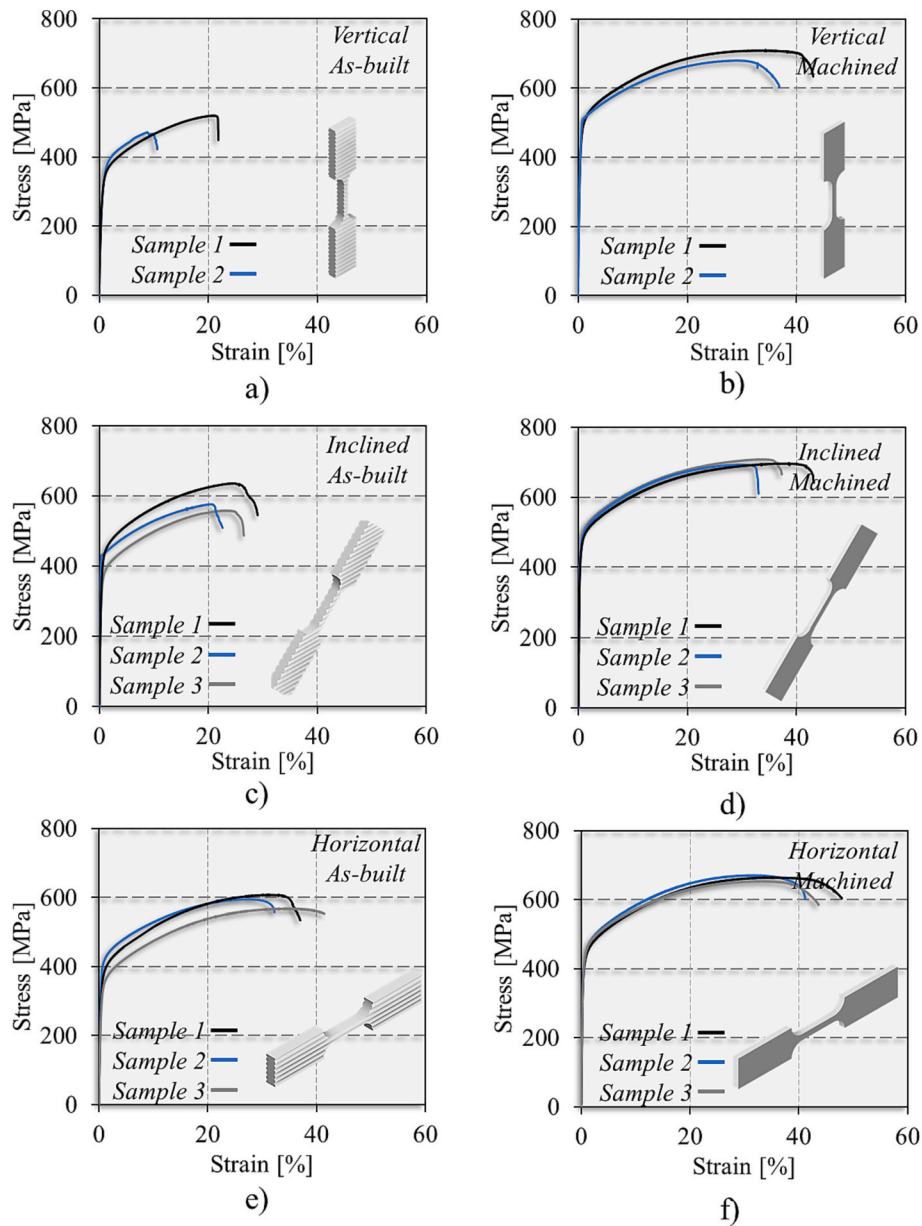 800
Vertical
As-built
600
400
200
0
Stress [MPa]
Sample 1
Sample 2
0 20 40 60
Strain [%]
a)
800
Vertical
Machined
600
400
200
0
Stress [MPa]
Sample 1
Sample 2
0 20 40 60
Strain [%]
b)
800
Inclined
As-built
600
400
200
0
Stress [MPa]
Sample 1
Sample 2
Sample 3
0 20 40 60
Strain [%]
c)
800
Inclined
Machined
600
400
200
0
Stress [MPa]
Sample 1
Sample 2
Sample 3
0 20 40 60
Strain [%]
d)
800
Horizontal
As-built
600
400
200
0
Stress [MPa]
Sample 1
Sample 2
Sample 3
0 20 40 60
Strain [%]
e)
800
Horizontal
Machined
600
400
200
0
Stress [MPa]
Sample 1
Sample 2
Sample 3
0 20 40 60
Strain [%]
f)